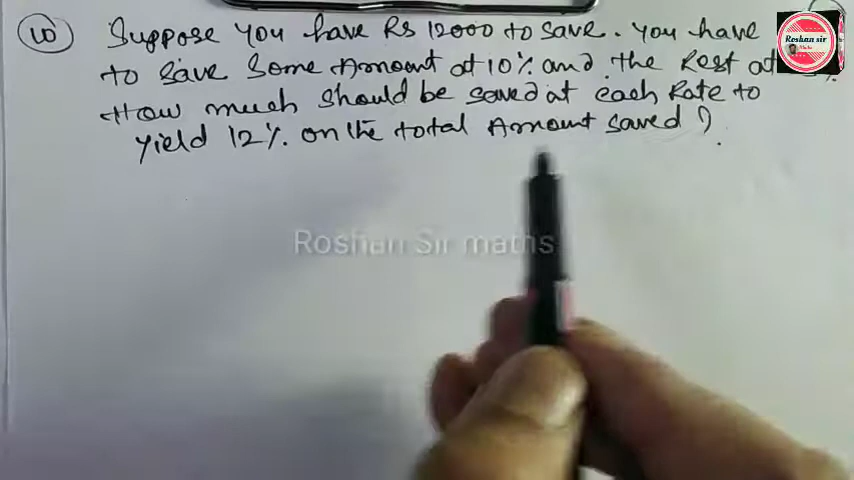 10 Suppose you have Rs 12000 to save. You have
to save some Amount at 10% and the Rest at %.
How much should be saved at each Rate to
yield 12% on the total Amount saved?
Roshan Sir maths
Roshan sir
Maths